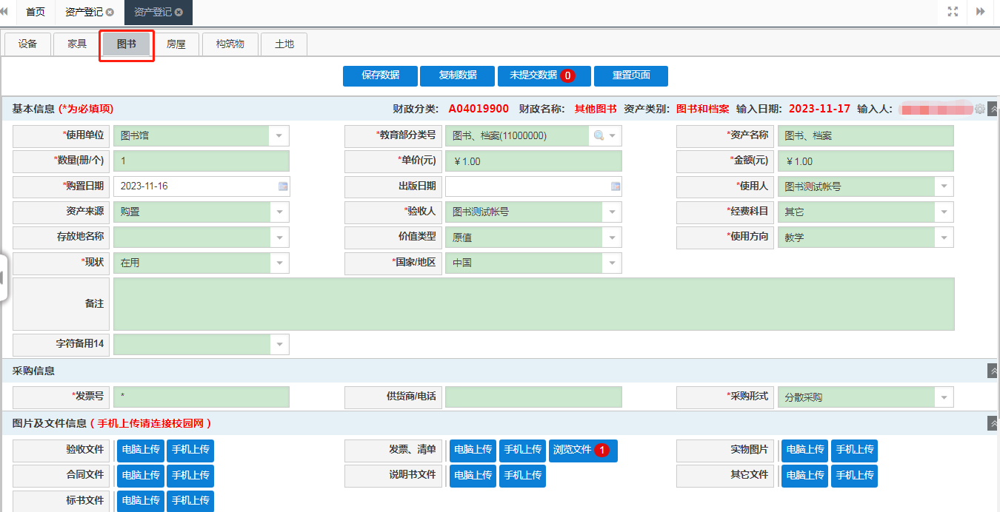 首页 资产登记 资产登记
设备 家具 图书 房屋 构筑物 土地
保存数据 复制数据 未提交数据 0 重置页面
基本信息 (*为必填项) 财政分类: A04019900 财政名称: 其他图书 资产类别: 图书和档案 输入日期: 2023-11-17 输入人:
*使用单位 图书馆 *教育部分类号 图书、档案(11000000) *资产名称 图书、档案
*数量(册/个) 1 *单价(元) ¥1.00 *金额(元) ¥1.00
*购置日期 2023-11-16 出版日期 *使用人 图书测试帐号
资产来源 购置 *验收人 图书测试帐号 *经费科目 其它
存放地名称 价值类型 原值 *使用方向 教学
*现状 在用 *国家/地区 中国
备注
字符备用14
采购信息
*发票号 * 供货商/电话 *采购形式 分散采购
图片及文件信息 ( 手机上传请连接校园网 )
验收文件 电脑上传 手机上传 发票、清单 电脑上传 手机上传 浏览文件 1 实物图片 电脑上传 手机上传
合同文件 电脑上传 手机上传 说明书文件 电脑上传 手机上传 其它文件 电脑上传 手机上传
标书文件 电脑上传 手机上传